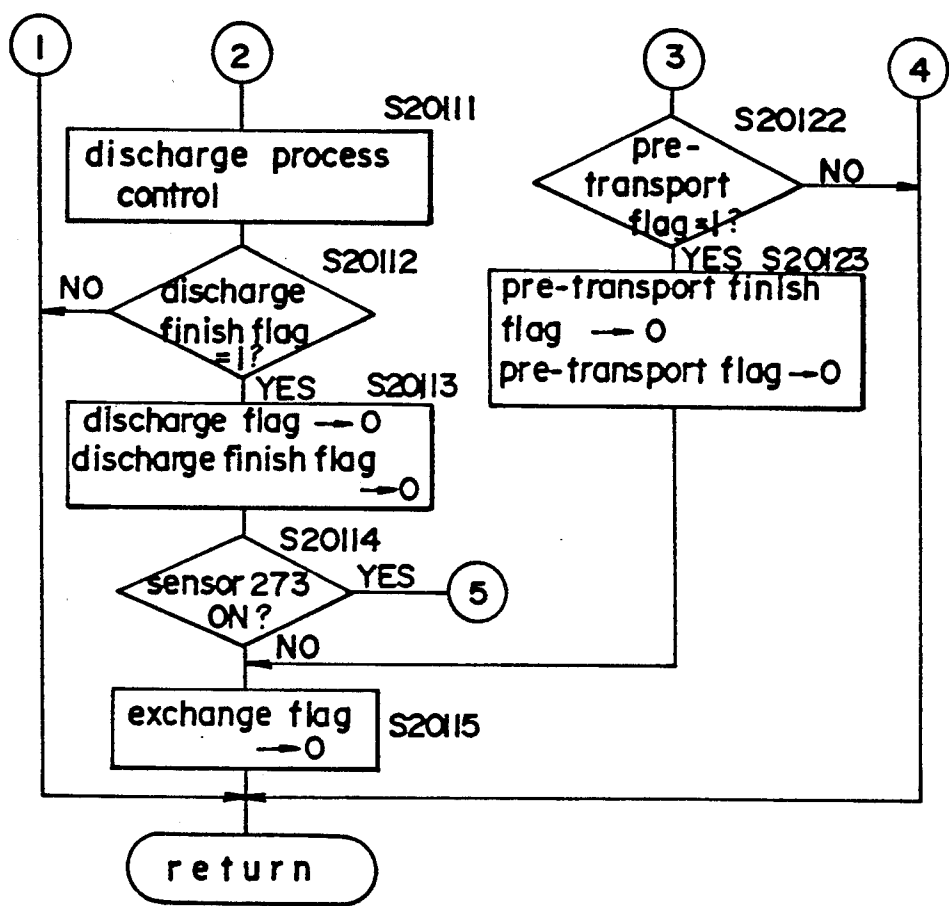 1
2
S20111
discharge process
control
S20112
NO
discharge
finish flag
=1?
YES
S20113
discharge flag → 0
discharge finish flag
→ 0
S20114
sensor 273
ON?
YES
5
NO
exchange flag
→ 0
S20115
3
S20122
pre-
transport
flag=1?
NO
YES S20123
pre-transport finish
flag → 0
pre-transport flag → 0
4
return